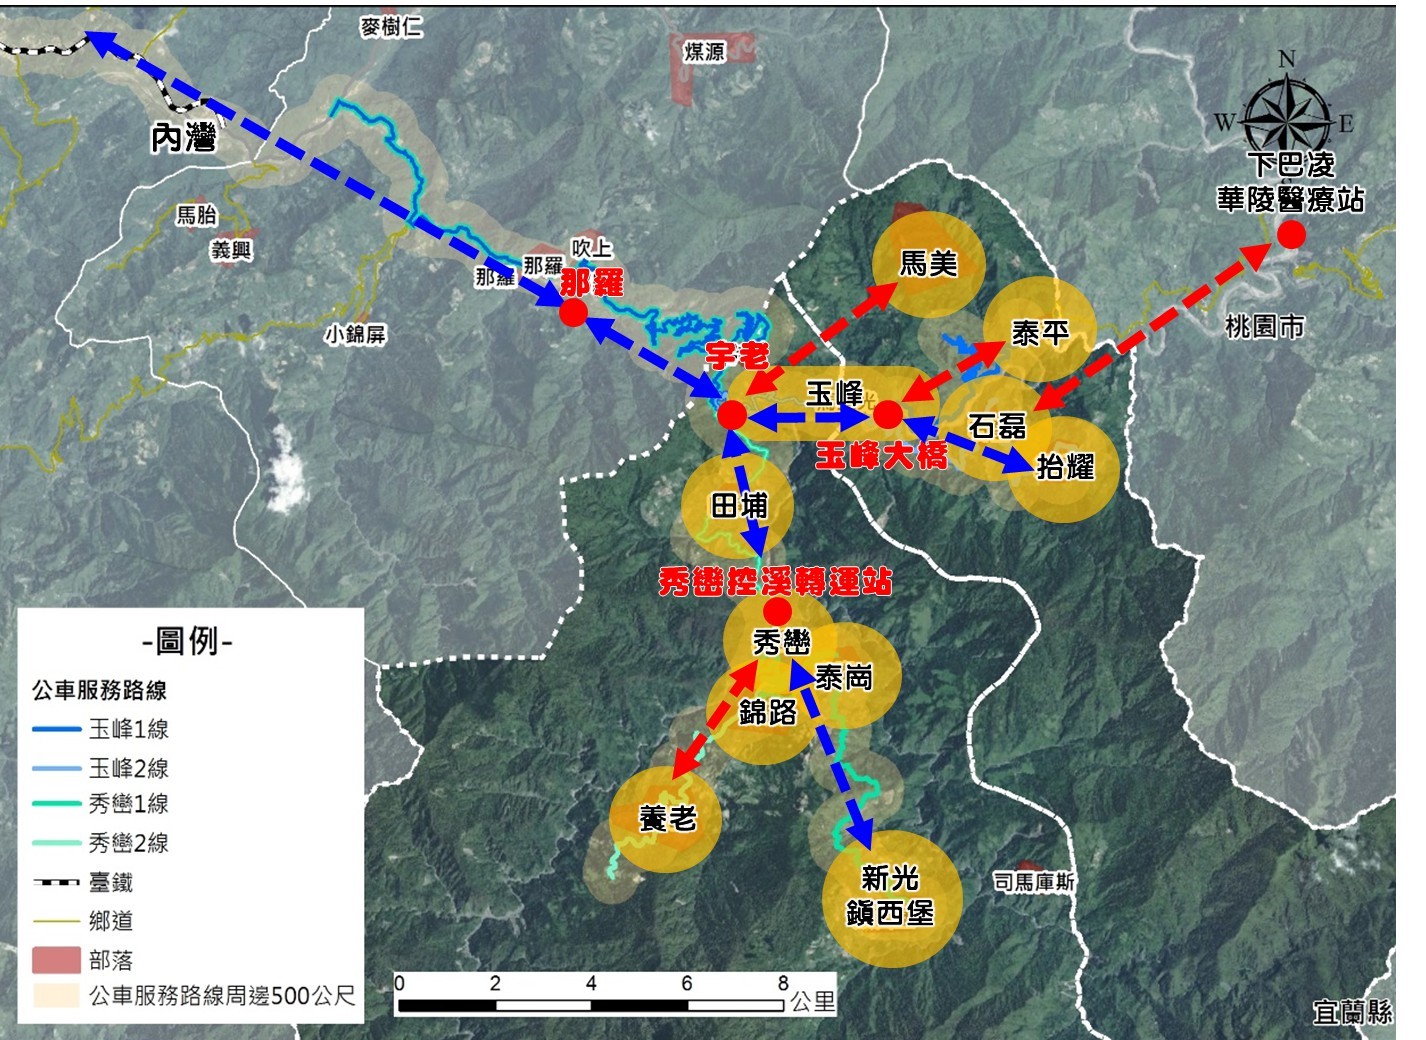 麥樹仁
煤源
N
W
E
S
內灣
下巴凌
華陵醫療站
馬胎
義興
吹上
那羅
那羅
那羅
馬美
小錦屏
泰平
桃園市
宇老
玉峰
石磊
玉峰大橋
抬耀
田埔
秀巒控溪轉運站
秀巒
泰崗
錦路
養老
新光
鎮西堡
司馬庫斯
-圖例-
公車服務路線
玉峰1線
玉峰2線
秀巒1線
秀巒2線
臺鐵
鄉道
部落
公車服務路線周邊500公尺
0 2 4 6 8
公里
宜蘭縣